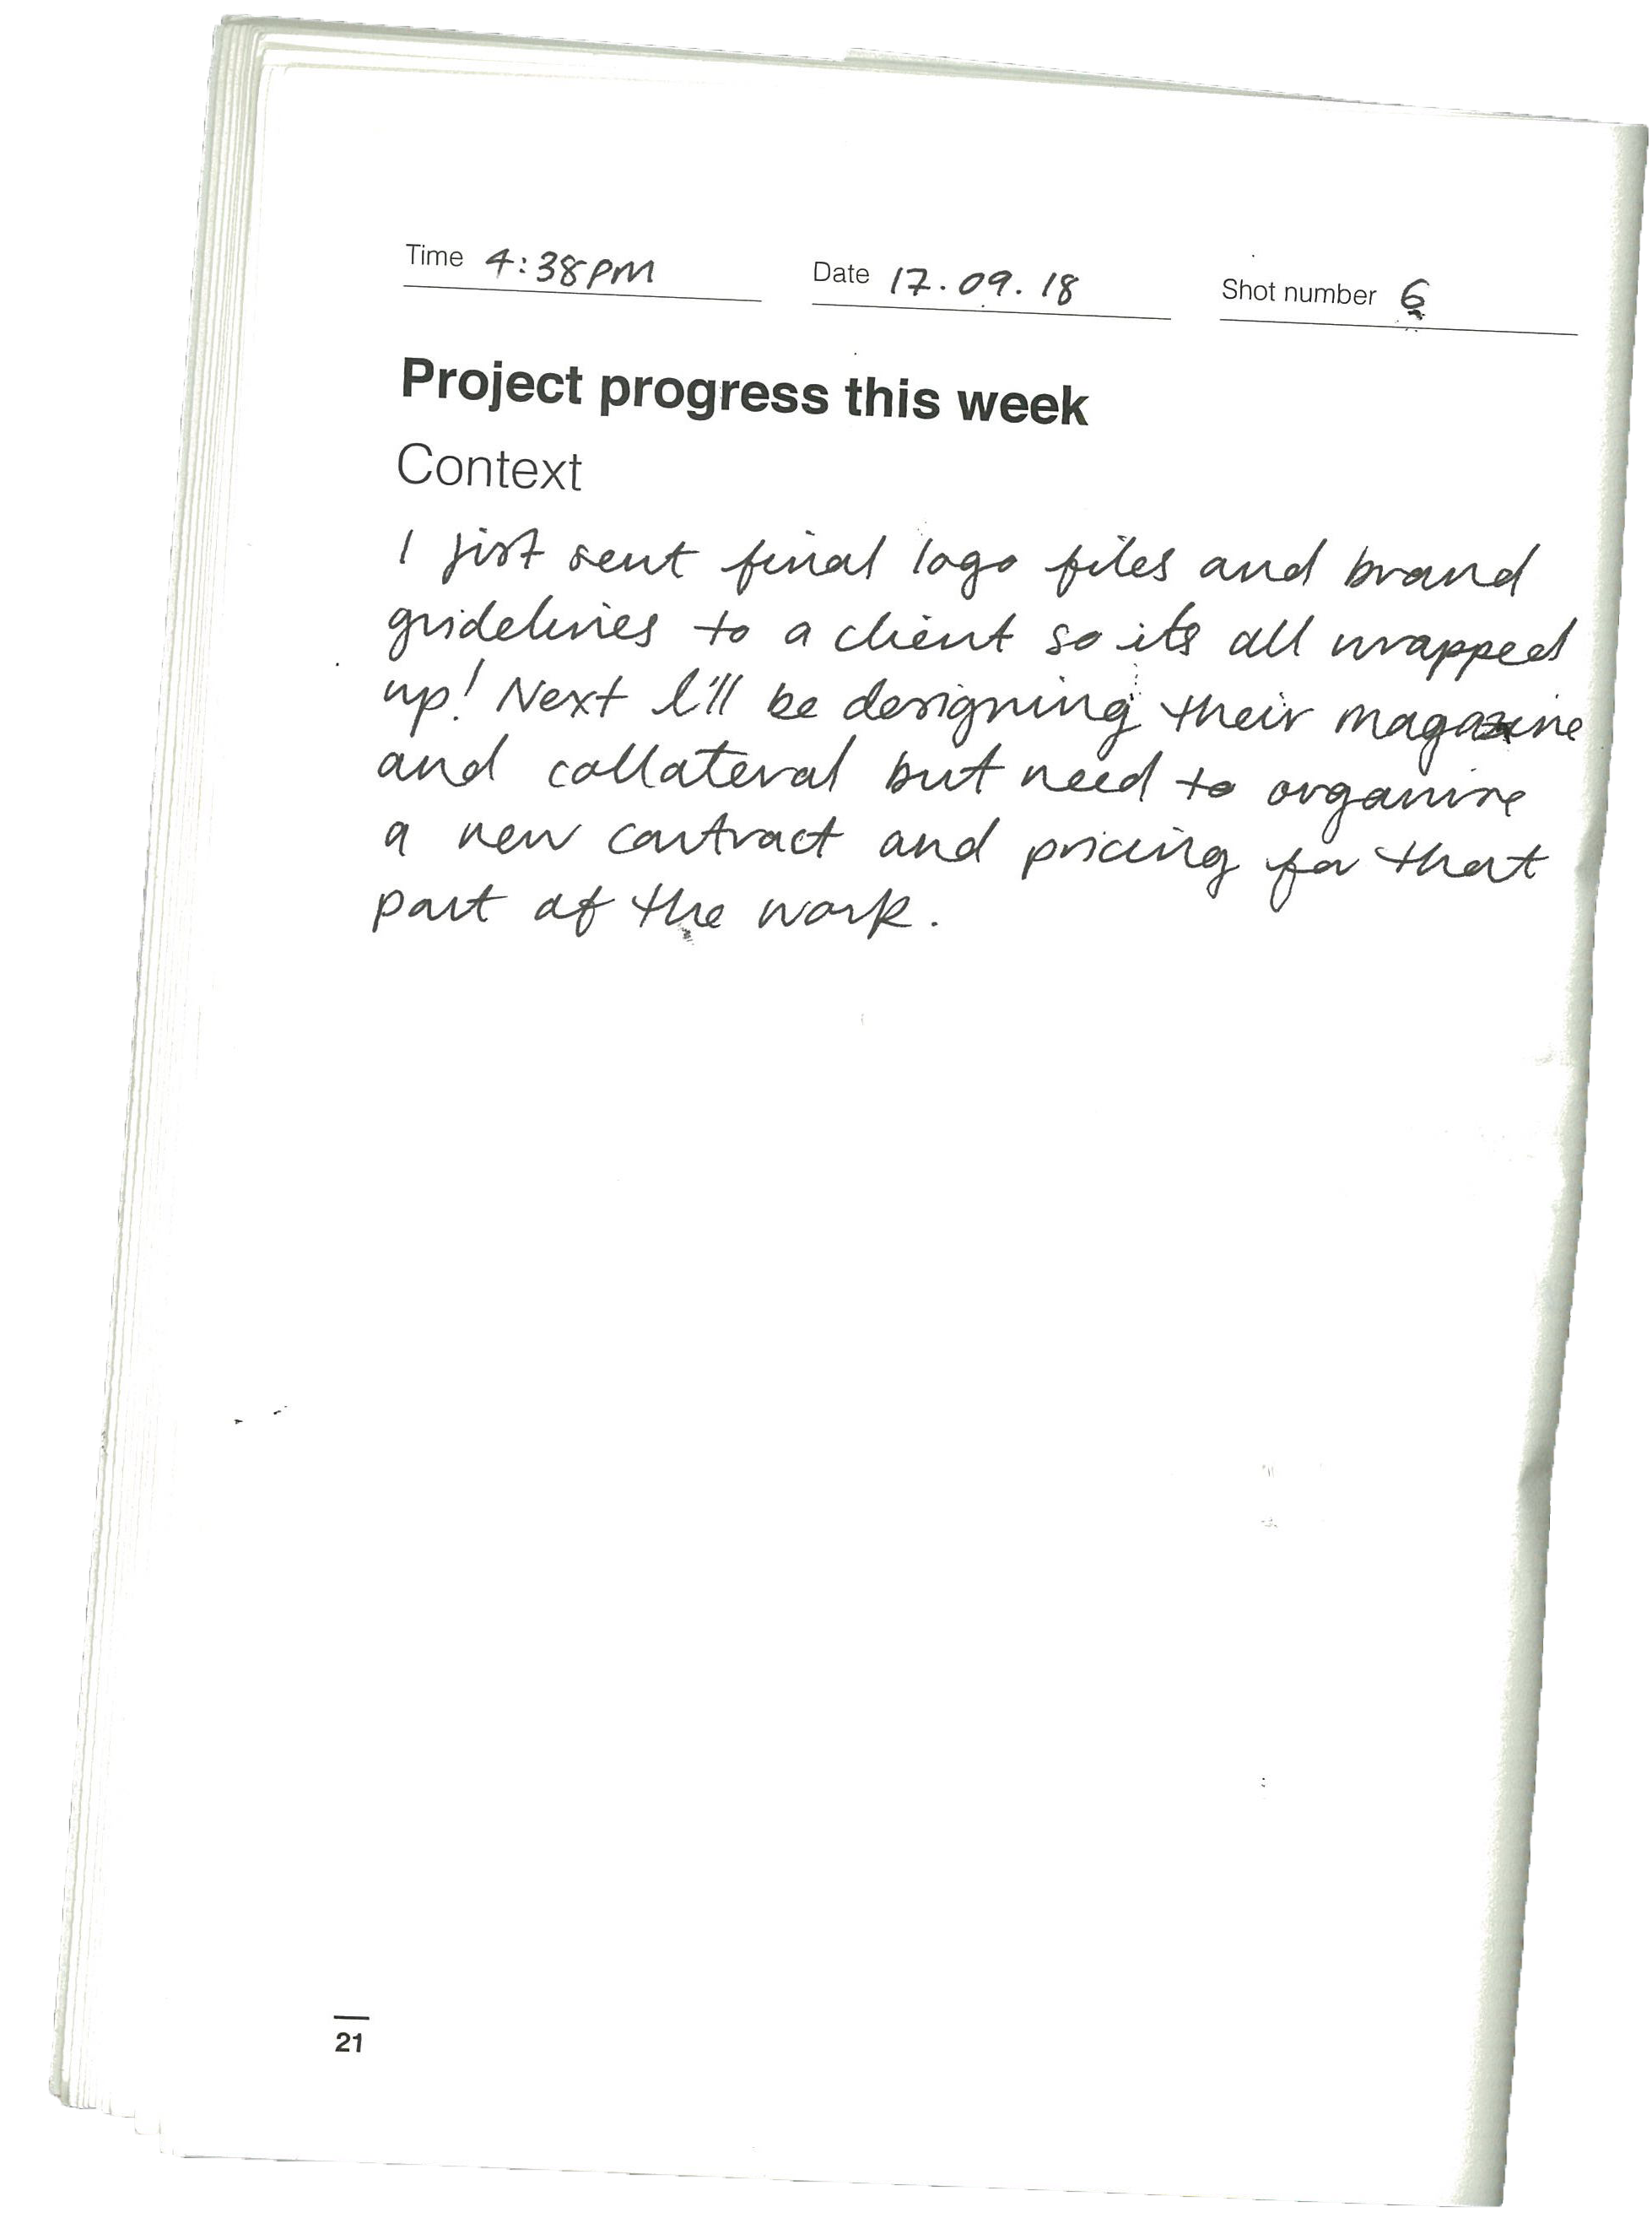 Time 4:38pm Date 17.09.18 Shot number 6
Project progress this week
Context
I just sent final logo files and brand
guidelines to a client so its all wrapped
up! Next I'll be designing their magazine
and collateral but need to organise
a new contract and pricing for that
part of the work.
21